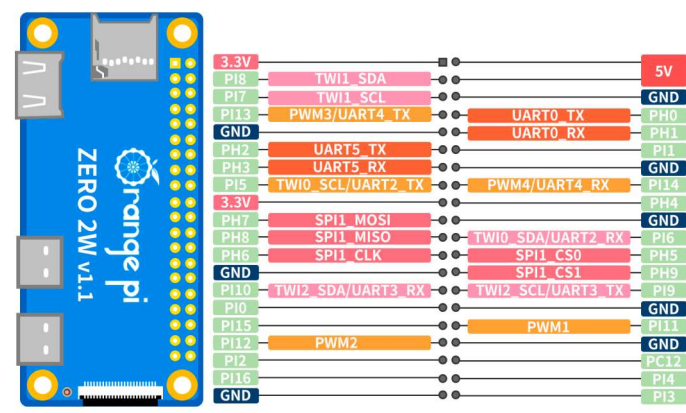 3.3V
5V
PI8 TWI1_SDA
PI7 TWI1_SCL GND
PI13 PWM3/UART4_TX UART0_TX PH0
GND UART0_RX PH1
PH2 UART5_TX PI1
PH3 UART5_RX GND
PI5 TWI0_SCL/UART2_TX PWM4/UART4_RX PI14
3.3V PH4
PH7 SPI1_MOSI GND
PH8 SPI1_MISO TWI0_SDA/UART2_RX PI6
PH6 SPI1_CLK SPI1_CS0 PH5
GND SPI1_CS1 PH9
PI10 TWI2_SDA/UART3_RX TWI2_SCL/UART3_TX PI9
PI0 GND
PI15 PWM1 PI11
PI12 PWM2 GND
PI2 PC12
PI16 PI4
GND PI3
Orange pi
ZERO 2W v1.1